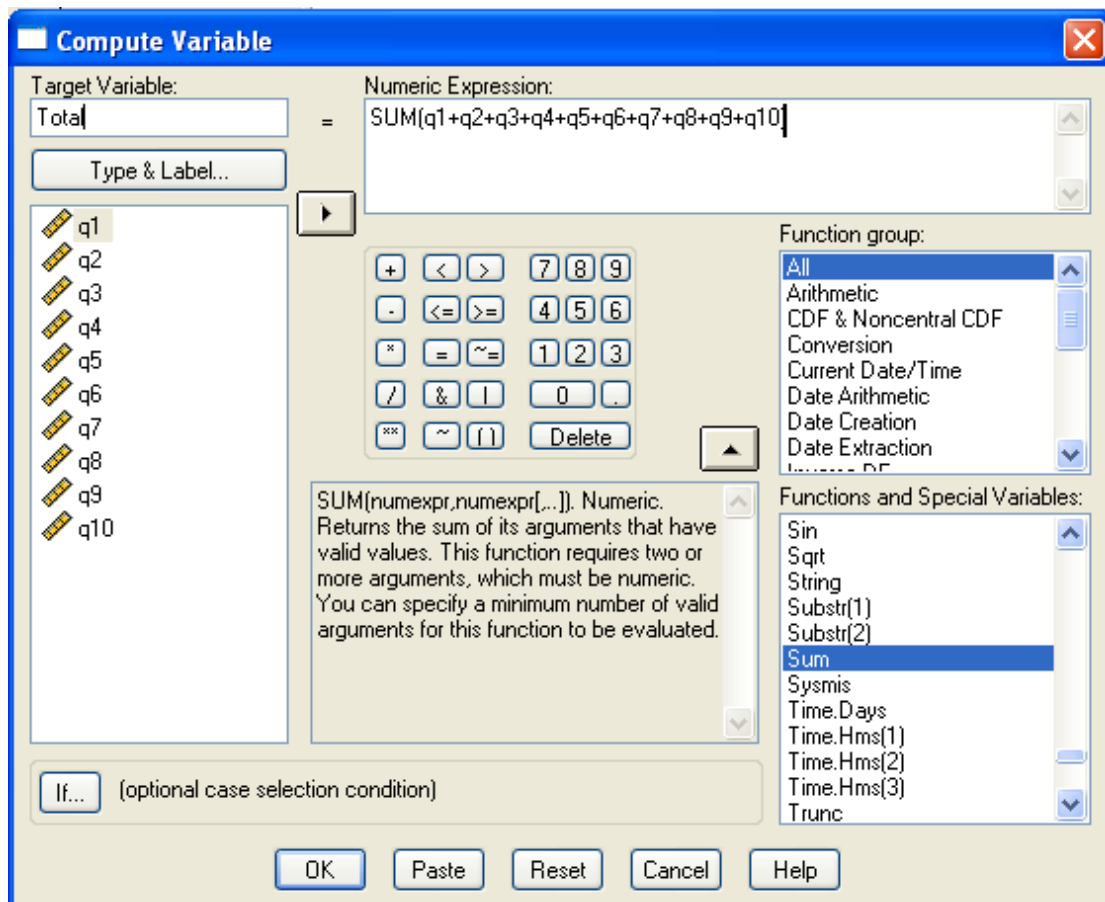 Compute Variable
Target Variable:
Total
=
Numeric Expression:
SUM(q1+q2+q3+q4+q5+q6+q7+q8+q9+q10)
Type & Label...
q1
q2
q3
q4
q5
q6
q7
q8
q9
q10
+ < > 7 8 9
- <= >= 4 5 6
* = ~= 1 2 3
/ & | 0 .
** ~ ( ) Delete
Function group:
All
Arithmetic
CDF & Noncentral CDF
Conversion
Current Date/Time
Date Arithmetic
Date Creation
Date Extraction
Inverse DF
SUM(numexpr,numexpr[,..]). Numeric.
Returns the sum of its arguments that have
valid values. This function requires two or
more arguments, which must be numeric.
You can specify a minimum number of valid
arguments for this function to be evaluated.
Functions and Special Variables:
Sin
Sqrt
String
Substr(1)
Substr(2)
Sum
Sysmis
Time.Days
Time.Hms(1)
Time.Hms(2)
Time.Hms(3)
Trunc
If... (optional case selection condition)
OK Paste Reset Cancel Help